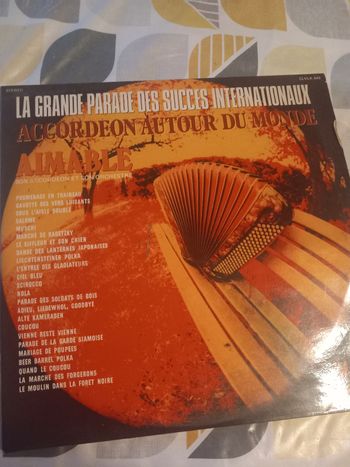 STEREO
LA GRANDE PARADE DES SUCCES INTERNATIONAUX
ACCORDEON AUTOUR DU MONDE
AIMABLE
SON ACCORDEON ET SON ORCHESTRE
PROMENADE EN TRAINEAU
GAVOTTE DES VERS LUISANTS
SOUS L'AIGLE DOUBLE
SALOME
MARCHE DE RADETZKY
LE SIFFLEUR ET SON CHIEN
DANSE DES LANTERNES JAPONAISES
LIECHTENSTEINER POLKA
L'ENTREE DES GLADIATEURS
CIEL BLEU
SCIROCCO
NOLA
PARADE DES SOLDATS DE BOIS
ADIEU, LIEBEWOHL, GOODBYE
ALTE KAMERADEN
COUCOU
VIENNE RESTE VIENNE
PARADE DE LA GARDE SIAMOISE
MARIAGE DE POUPEES
BEER BARREL POLKA
QUAND LE COUCOU
LA MARCHE DES FORGERONS
LE MOULIN DANS LA FORET NOIRE